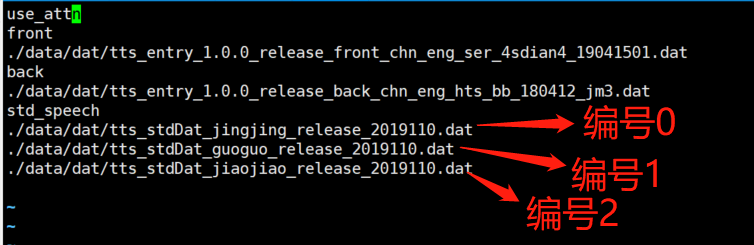 use_attn
front
./data/dat/tts_entry_1.0.0_release_front_chn_eng_ser_4sdian4_19041501.dat
back
./data/dat/tts_entry_1.0.0_release_back_chn_eng_hts_bb_180412_jm3.dat
std_speech
./data/dat/tts_stdDat_jingjing_release_2019110.dat
编号0
./data/dat/tts_stdDat_guoguo_release_2019110.dat
编号1
./data/dat/tts_stdDat_jiaojiao_release_2019110.dat
编号2
~
~
~